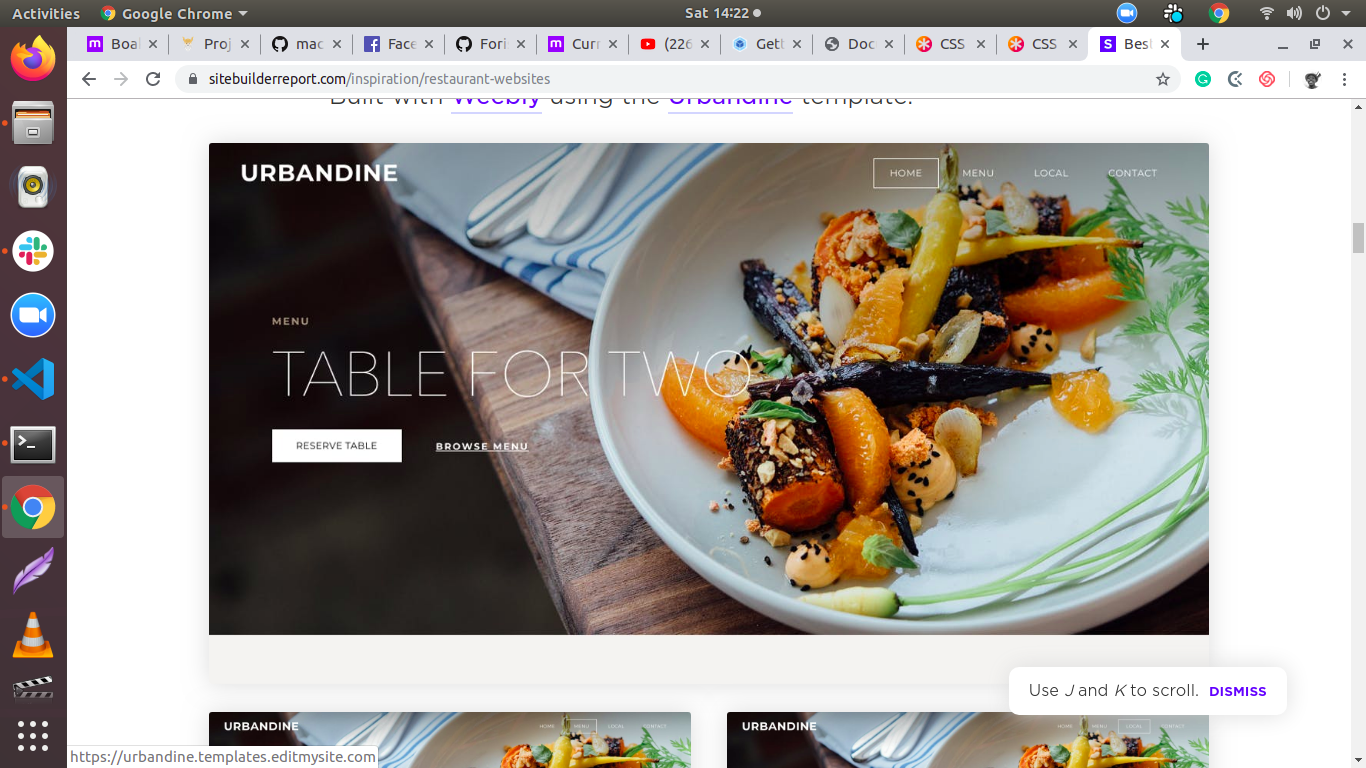 Activities Google Chrome Sat 14:22
Boa Proj mac Face Fori Curr (226 Gett Doc CSS CSS Best
sitebuilderreport.com/inspiration/restaurant-websites
Built with Weebly using the Urbandine template.
URBANDINE HOME MENU LOCAL CONTACT
MENU
TABLE FOR TWO
RESERVE TABLE BROWSE MENU
Use J and K to scroll. DISMISS
URBANDINE HOME MENU LOCAL CONTACT URBANDINE HOME MENU LOCAL CONTACT
https://urbandine.templates.editmysite.com